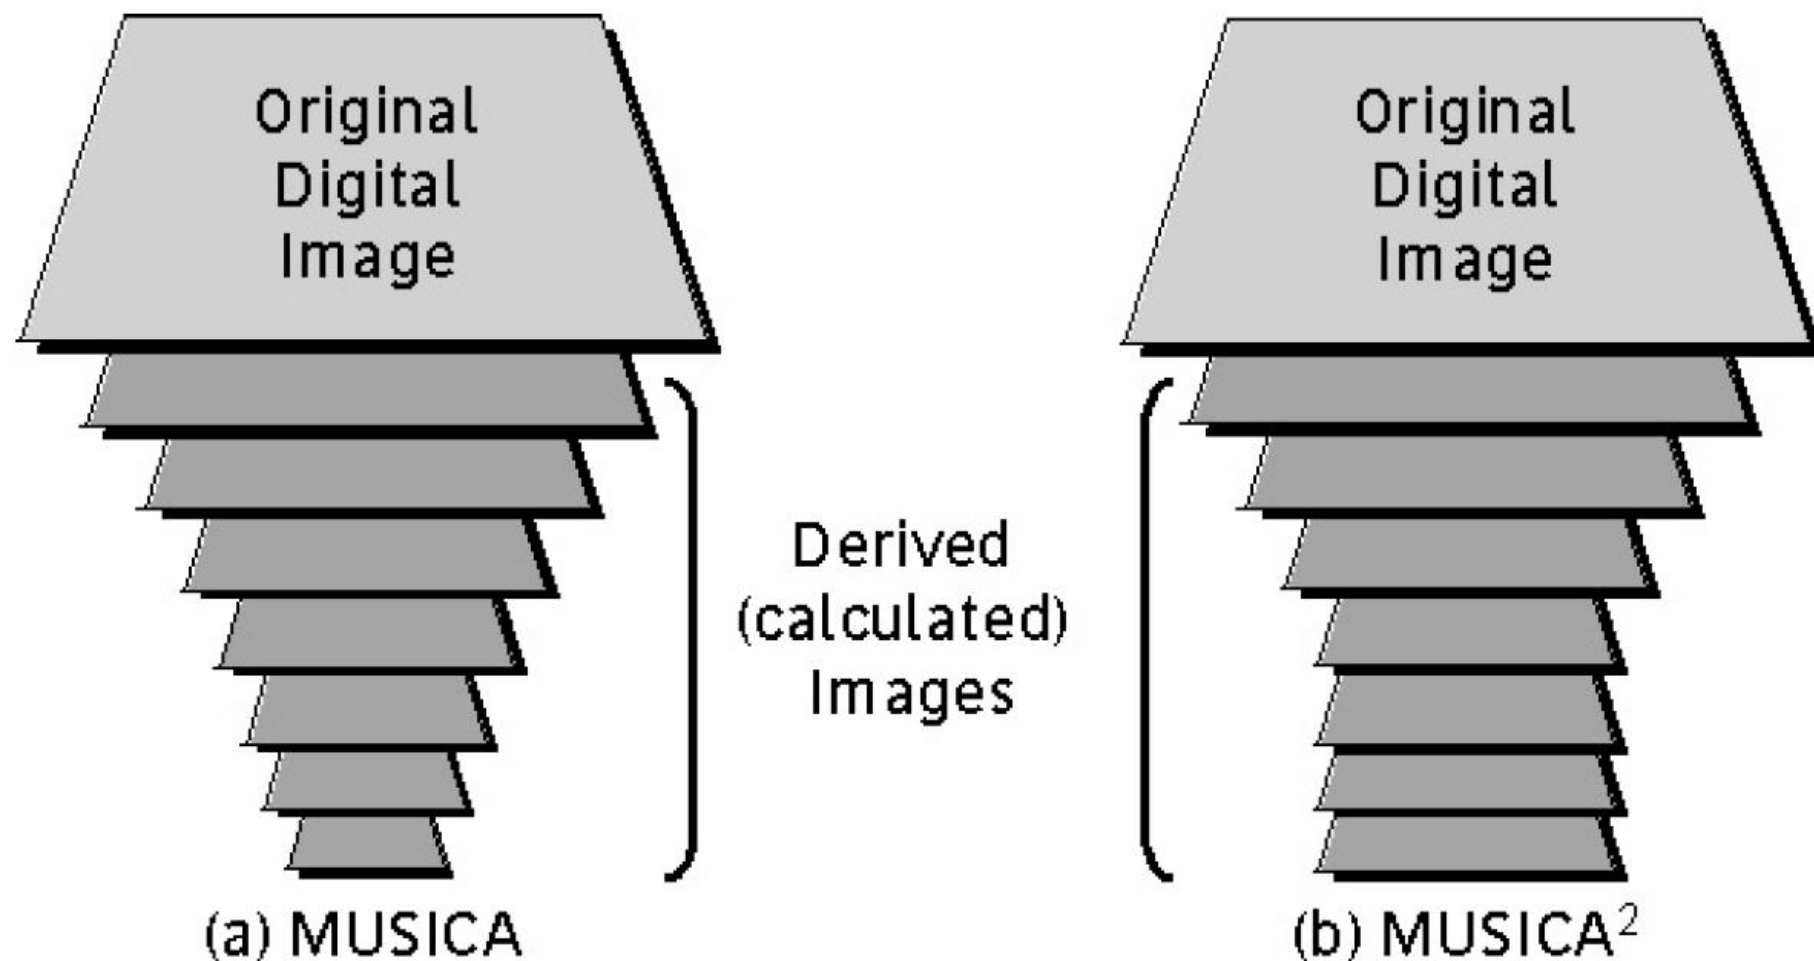 Original
Digital
Image
Original
Digital
Image
Derived
(calculated)
Images
(a) MUSICA
(b) MUSICA²